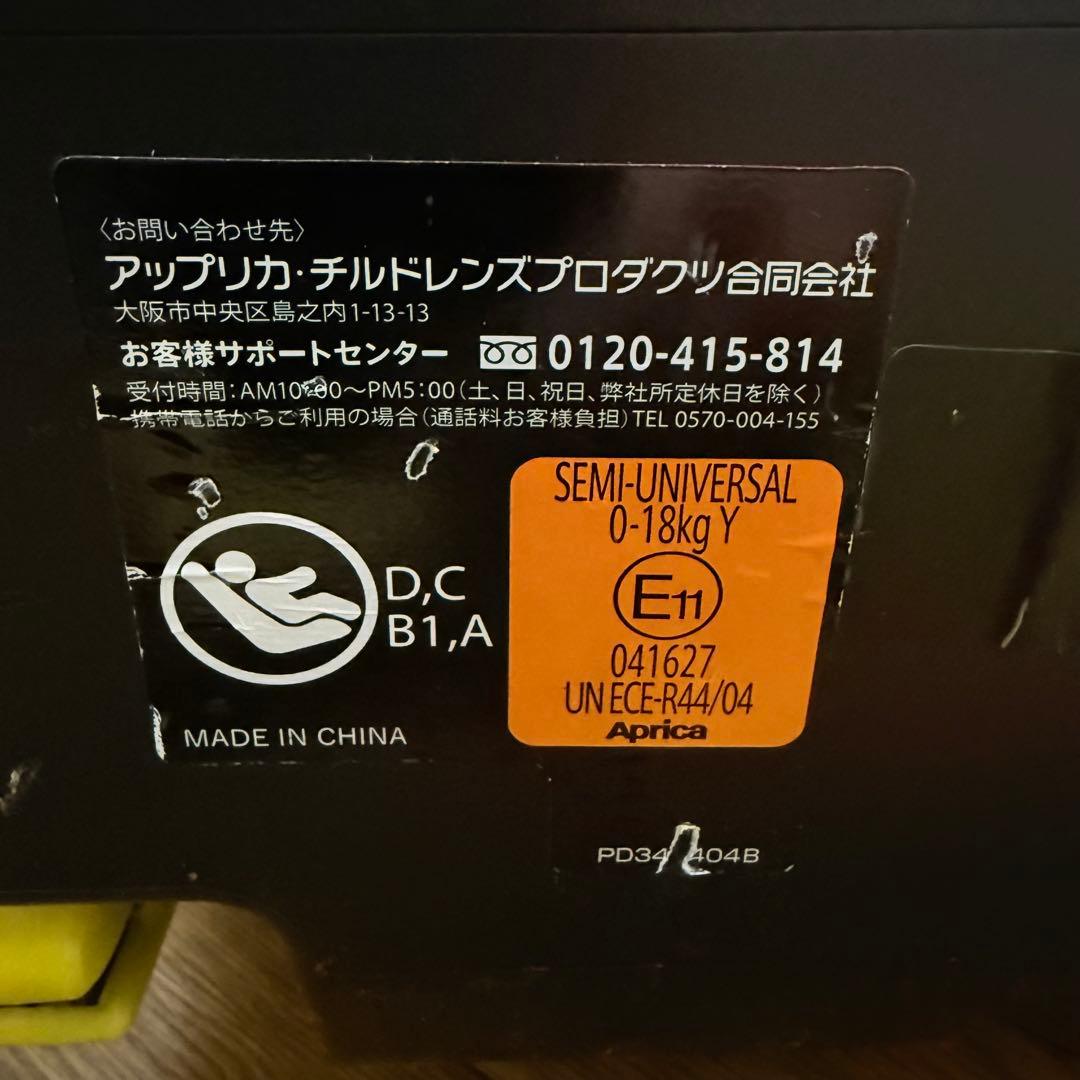 〈お問い合わせ先〉
アップリカ・チルドレンズプロダクツ合同会社
大阪市中央区島之内1-13-13
お客様サポートセンター 0120-415-814
受付時間:AM10:00～PM5:00(土、日、祝日、弊社所定休日を除く)
携帯電話からご利用の場合(通話料お客様負担)TEL 0570-004-155
D,C
B1,A
MADE IN CHINA
SEMI-UNIVERSAL
0-18kg Y
E11
041627
UN ECE-R44/04
Aprica